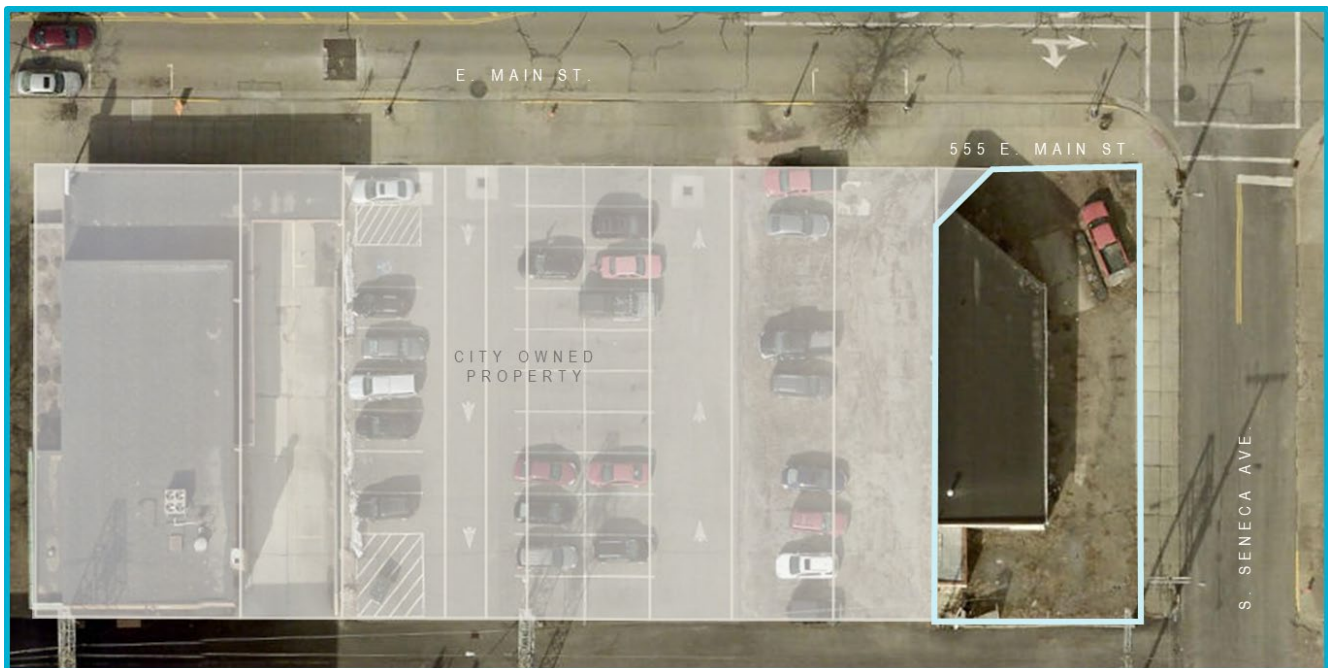 E. MAIN ST.
555 E. MAIN ST.
CITY OWNED
PROPERTY
S. SENECA AVE.